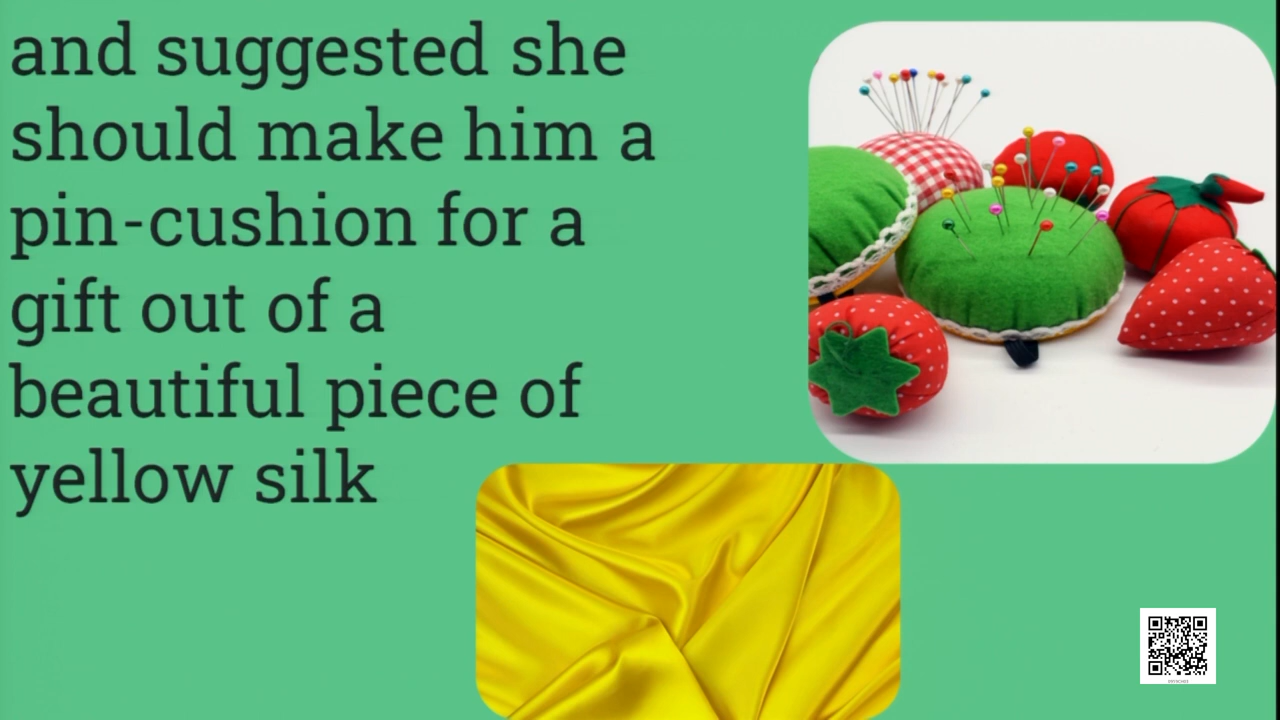 and suggested she
should make him a
pin-cushion for a
gift out of a
beautiful piece of
yellow silk